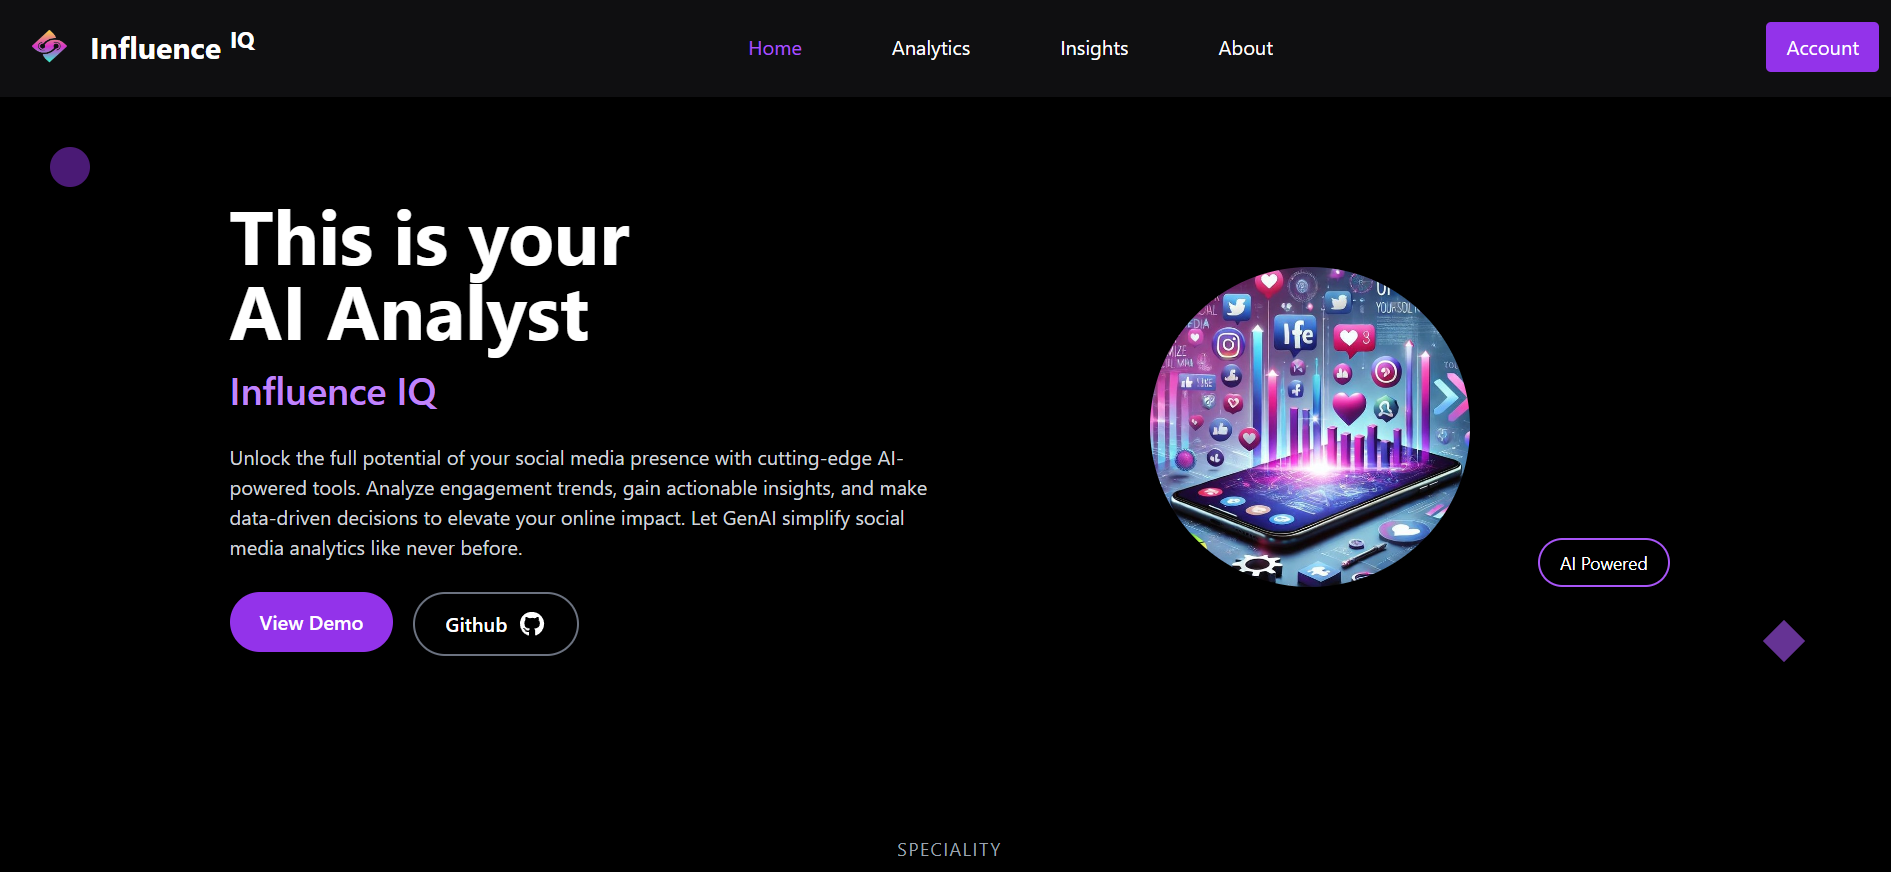 Influence IQ
Home
Analytics
Insights
About
Account
This is your
AI Analyst
Influence IQ
Unlock the full potential of your social media presence with cutting-edge AI-
powered tools. Analyze engagement trends, gain actionable insights, and make
data-driven decisions to elevate your online impact. Let GenAI simplify social
media analytics like never before.
View Demo
Github
Ife
3
AI Powered
SPECIALITY